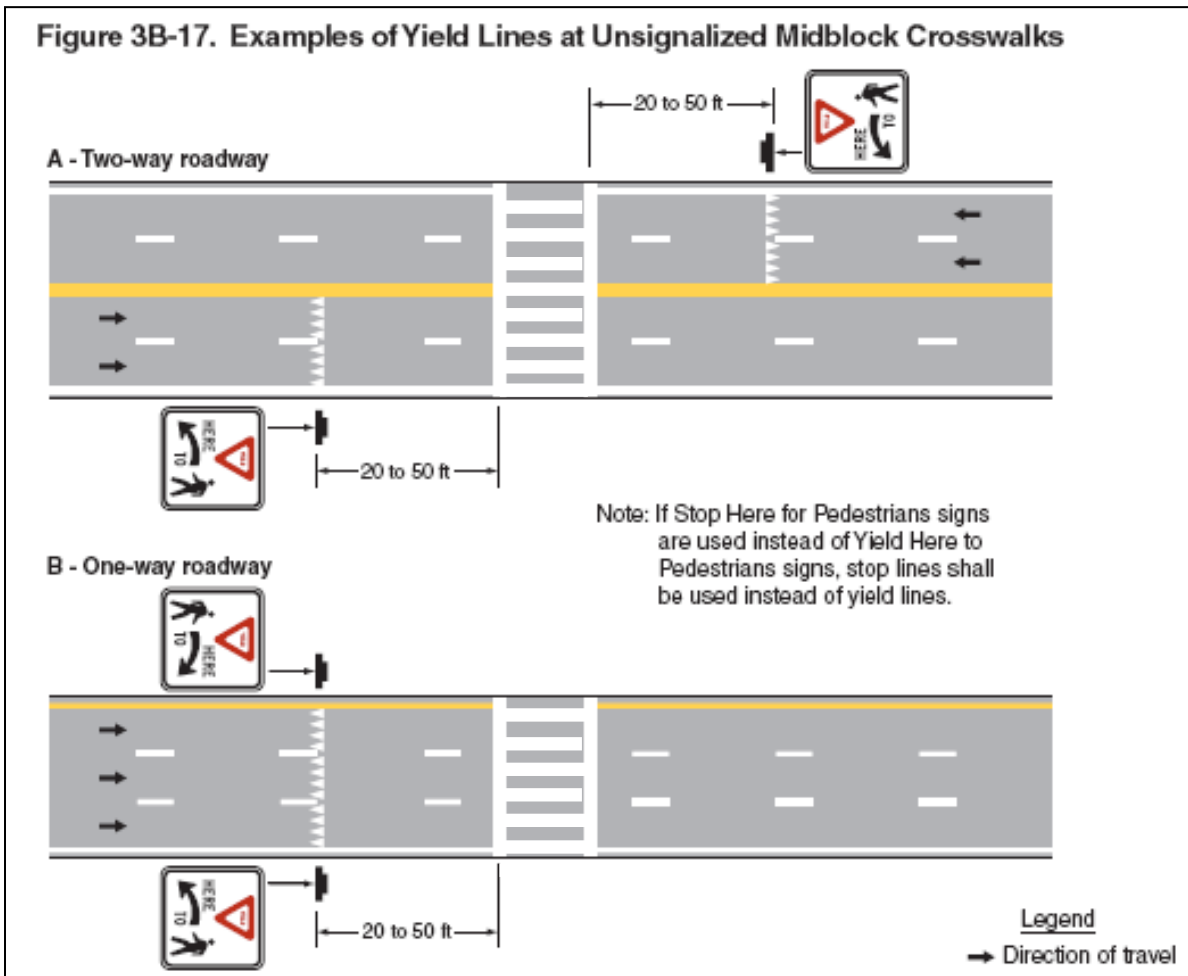 Figure 3B-17. Examples of Yield Lines at Unsignalized Midblock Crosswalks
20 to 50 ft
HERE
TO
A - Two-way roadway
HERE
TO
20 to 50 ft
Note: If Stop Here for Pedestrians signs
are used instead of Yield Here to
Pedestrians signs, stop lines shall
be used instead of yield lines.
B - One-way roadway
HERE
TO
HERE
TO
20 to 50 ft
Legend
Direction of travel